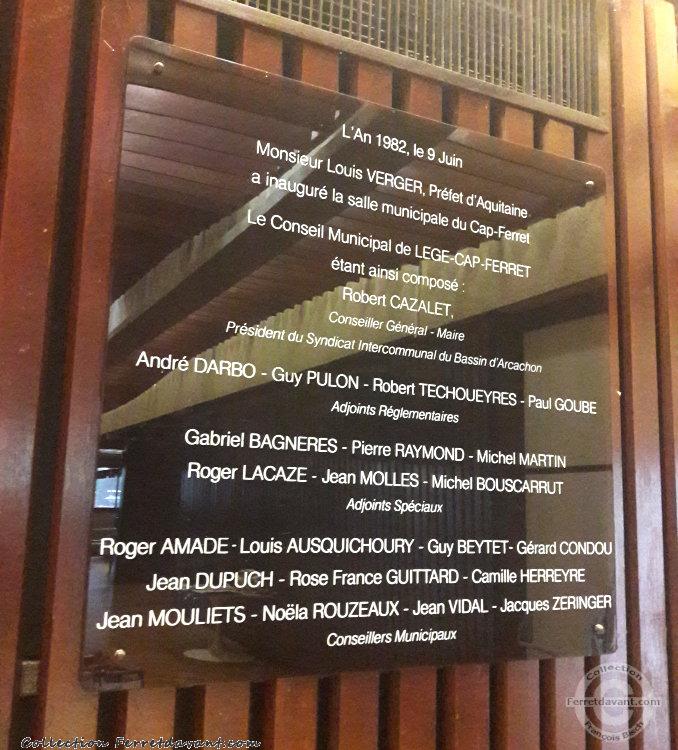 L'An 1982, le 9 Juin
Monsieur Louis VERGER, Préfet d'Aquitaine
a inauguré la salle municipale du Cap-Ferret
Le Conseil Municipal de LEGE-CAP-FERRET
étant ainsi composé :
Robert CAZALET,
Conseiller Général - Maire
Président du Syndicat Intercommunal du Bassin d'Arcachon
André DARBO - Guy PULON - Robert TECHOUEYRES - Paul GOUBE
Adjoints Réglementaires
Gabriel BAGNERES - Pierre RAYMOND - Michel MARTIN
Roger LACAZE - Jean MOLLES - Michel BOUSCARRUT
Adjoints Spéciaux
Roger AMADE - Louis AUSQUICHOURY - Guy BEYTET- Gérard CONDOU
Jean DUPUCH - Rose France GUITTARD - Camille HERREYRE
Jean MOULIETS - Noëla ROUZEAUX - Jean VIDAL - Jacques ZERINGER
Conseillers Municipaux
Collection
Ferretdavant.com
François Bisch
Collection Ferretdavant.com